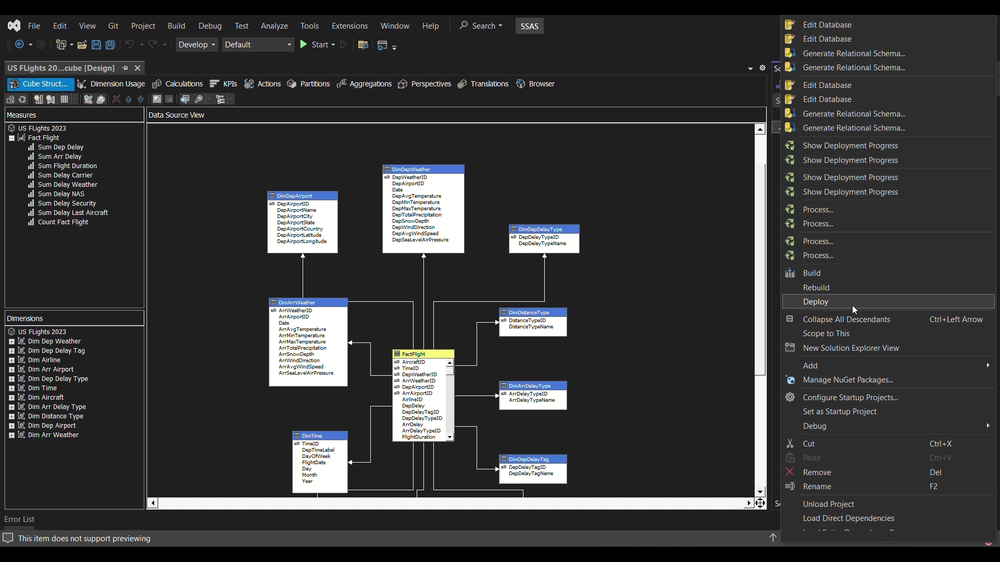 File Edit View Git Project Build Debug Test Analyze Tools Extensions Window Help Search SSAS
Develop Default Start
US FLights 20...cube [Design]
Cube Struct... Dimension Usage Calculations KPIs Actions Partitions Aggregations Perspectives Translations Browser
Measures
US FLights 2023
Fact Flight
Sum Dep Delay
Sum Arr Delay
Sum Flight Duration
Sum Delay Carrier
Sum Delay Weather
Sum Delay NAS
Sum Delay Security
Sum Delay Last Aircraft
Count Fact Flight
Dimensions
US FLights 2023
Dim Dep Weather
Dim Dep Delay Tag
Dim Airline
Dim Arr Airport
Dim Dep Delay Type
Dim Time
Dim Aircraft
Dim Arr Delay Type
Dim Distance Type
Dim Dep Airport
Dim Arr Weather
Data Source View
DimDepAirport
DepAirportID
DepAirportName
DepAirportCity
DepAirportState
DepAirportCountry
DepAirportLatitude
DepAirportLongitude
DimDepWeather
DepWeatherID
DepAirportID
Date
DepAvgTemperature
DepMinTemperature
DepMaxTemperature
DepTotalPrecipitation
DepSnowDepth
DepWindDirection
DepAvgWindSpeed
DepSeaLevelAirPressure
DimDepDelayType
DepDelayTypeID
DepDelayTypeName
DimArrWeather
ArrWeatherID
ArrAirportID
Date
ArrAvgTemperature
ArrMinTemperature
ArrMaxTemperature
ArrTotalPrecipitation
ArrSnowDepth
ArrWindDirection
ArrAvgWindSpeed
ArrSeaLevelAirPressure
DimDistanceType
DistanceTypeID
DistanceTypeName
FactFlight
AircraftID
TimeID
DepWeatherID
ArrWeatherID
DepAirportID
ArrAirportID
AirlineID
DepDelay
DepDelayTagID
DepDelayTypeID
ArrDelay
ArrDelayTypeID
FlightDuration
DimArrDelayType
ArrDelayTypeID
ArrDelayTypeName
DimTime
TimeID
DepTimeLabel
DayOfWeek
FlightDate
Day
Month
Year
DimDepDelayTag
DepDelayTagID
DepDelayTagName
Edit Database
Edit Database
Generate Relational Schema...
Generate Relational Schema...
Edit Database
Edit Database
Generate Relational Schema...
Generate Relational Schema...
Show Deployment Progress
Show Deployment Progress
Show Deployment Progress
Show Deployment Progress
Process...
Process...
Process...
Process...
Build
Rebuild
Deploy
Collapse All Descendants Ctrl+Left Arrow
Scope to This
New Solution Explorer View
Add
Manage NuGet Packages...
Configure Startup Projects...
Set as Startup Project
Debug
Cut Ctrl+X
Paste Ctrl+V
Remove Del
Rename F2
Unload Project
Load Direct Dependencies
Error List
This item does not support previewing